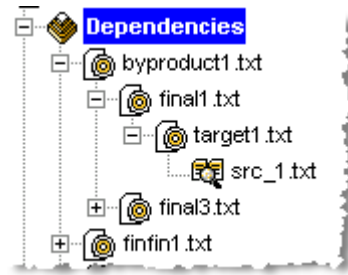 Dependencies
byproduct1.txt
final1.txt
target1.txt
src_1.txt
final3.txt
finfin1.txt